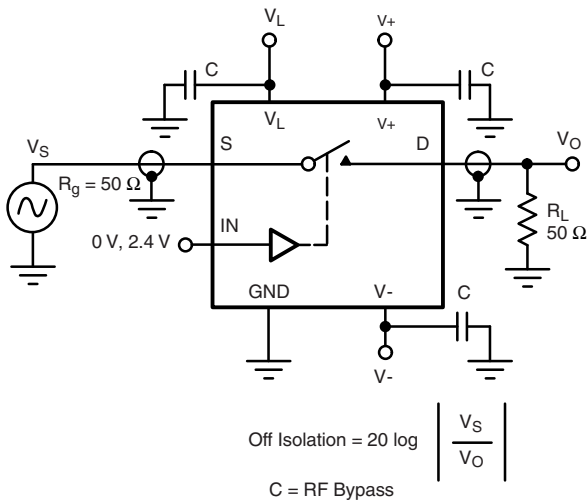 VL
V+
C
C
VL
V+
VS
S
D
VO
Rg = 50 Ω
RL
50 Ω
0 V, 2.4 V
IN
GND
V-
C
V-
Off Isolation = 20 log | VS / VO |
C = RF Bypass